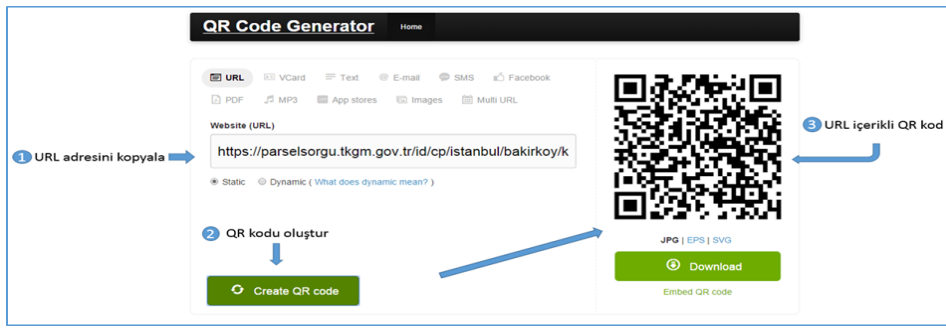 QR Code Generator Home
URL VCard Text E-mail SMS Facebook
PDF MP3 App stores Images Multi URL
Website (URL)
1 URL adresini kopyala
https://parselsorgu.tkgm.gov.tr/id/cp/istanbul/bakirkoy/k
Static Dynamic ( What does dynamic mean? )
2 QR kodu oluştur
Create QR code
3 URL içerikli QR kod
JPG | EPS | SVG
Download
Embed QR code